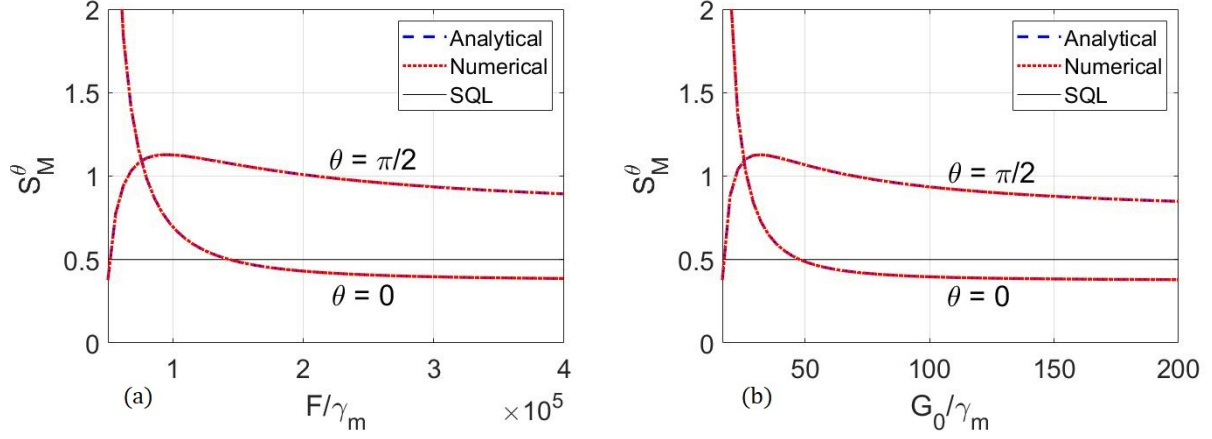 2
1.5
1
0.5
0
S_M^θ
Analytical
Numerical
SQL
θ = π/2
θ = 0
1 2 3 4
×10^5
F/γ_m
(a)
2
1.5
1
0.5
0
S_M^θ
Analytical
Numerical
SQL
θ = π/2
θ = 0
50 100 150 200
G_0/γ_m
(b)